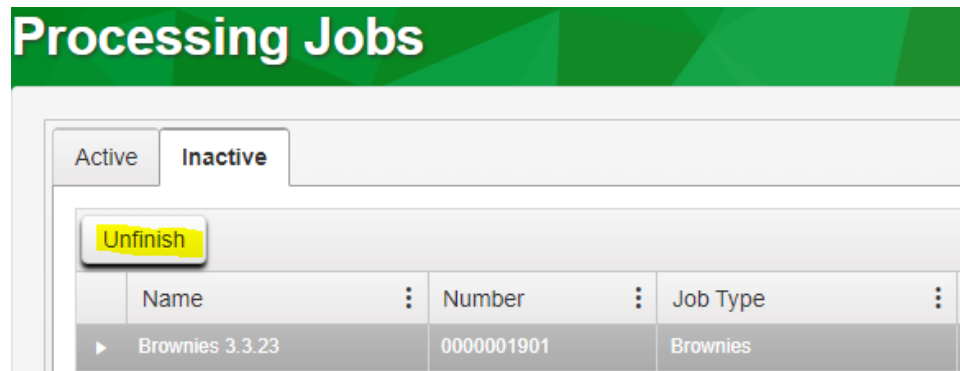 Processing Jobs
Active Inactive
Unfinish
Name Number Job Type
Brownies 3.3.23 0000001901 Brownies